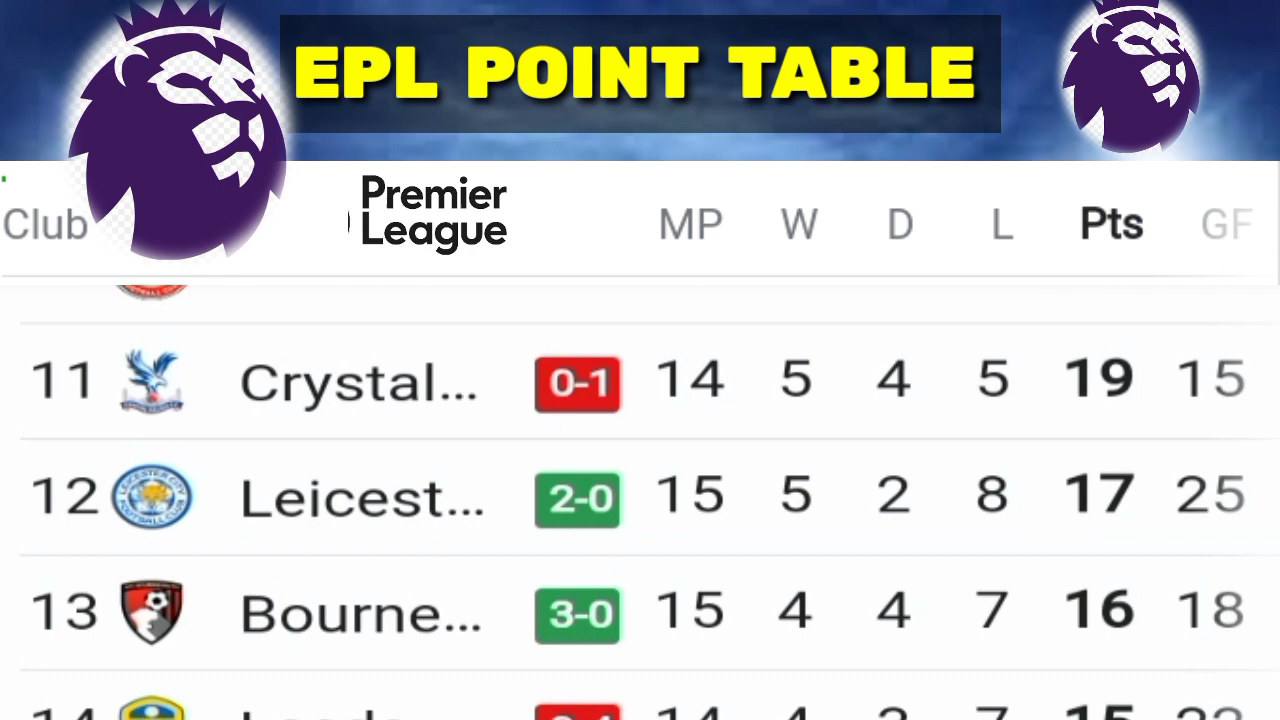 EPL POINT TABLE
Premier
League
Club MP W D L Pts GF
11 Crystal... 0-1 14 5 4 5 19 15
12 Leicest... 2-0 15 5 2 8 17 25
13 Bourne... 3-0 15 4 4 7 16 18